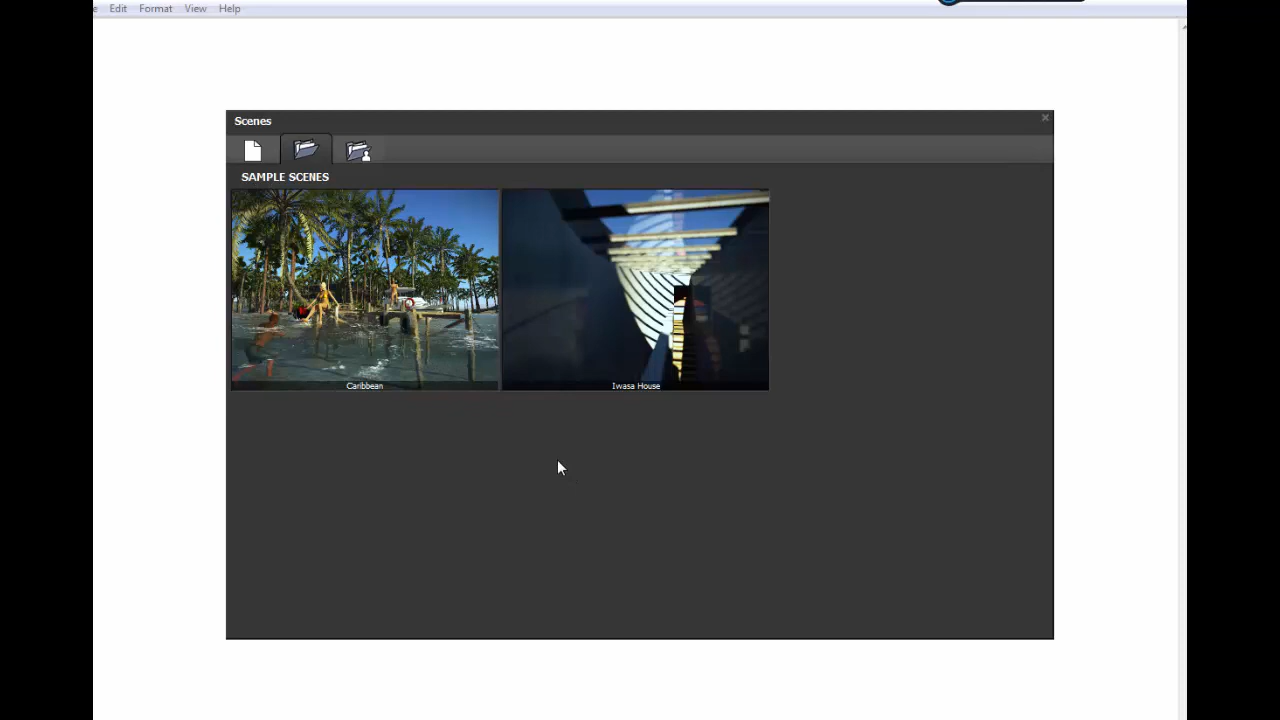 Edit Format View Help
Scenes
SAMPLE SCENES
Caribbean
Iwasa House